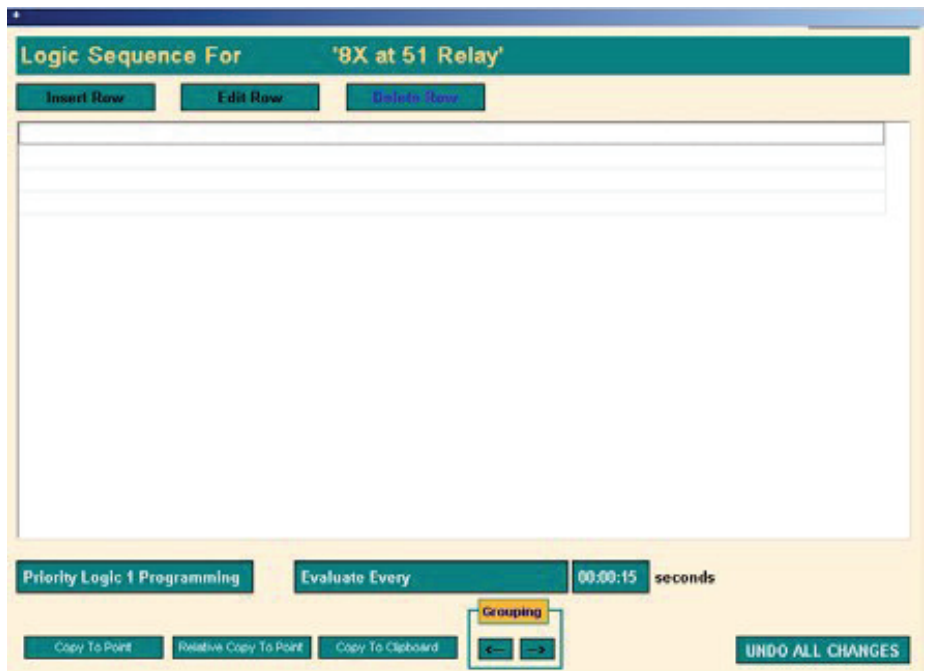 Logic Sequence For '8X at 51 Relay'
Insert Row Edit Row Delete Row
Priority Logic 1 Programming Evaluate Every 00:00:15 seconds
Grouping
Copy To Point Relative Copy To Point Copy To Clipboard <-- --> UNDO ALL CHANGES